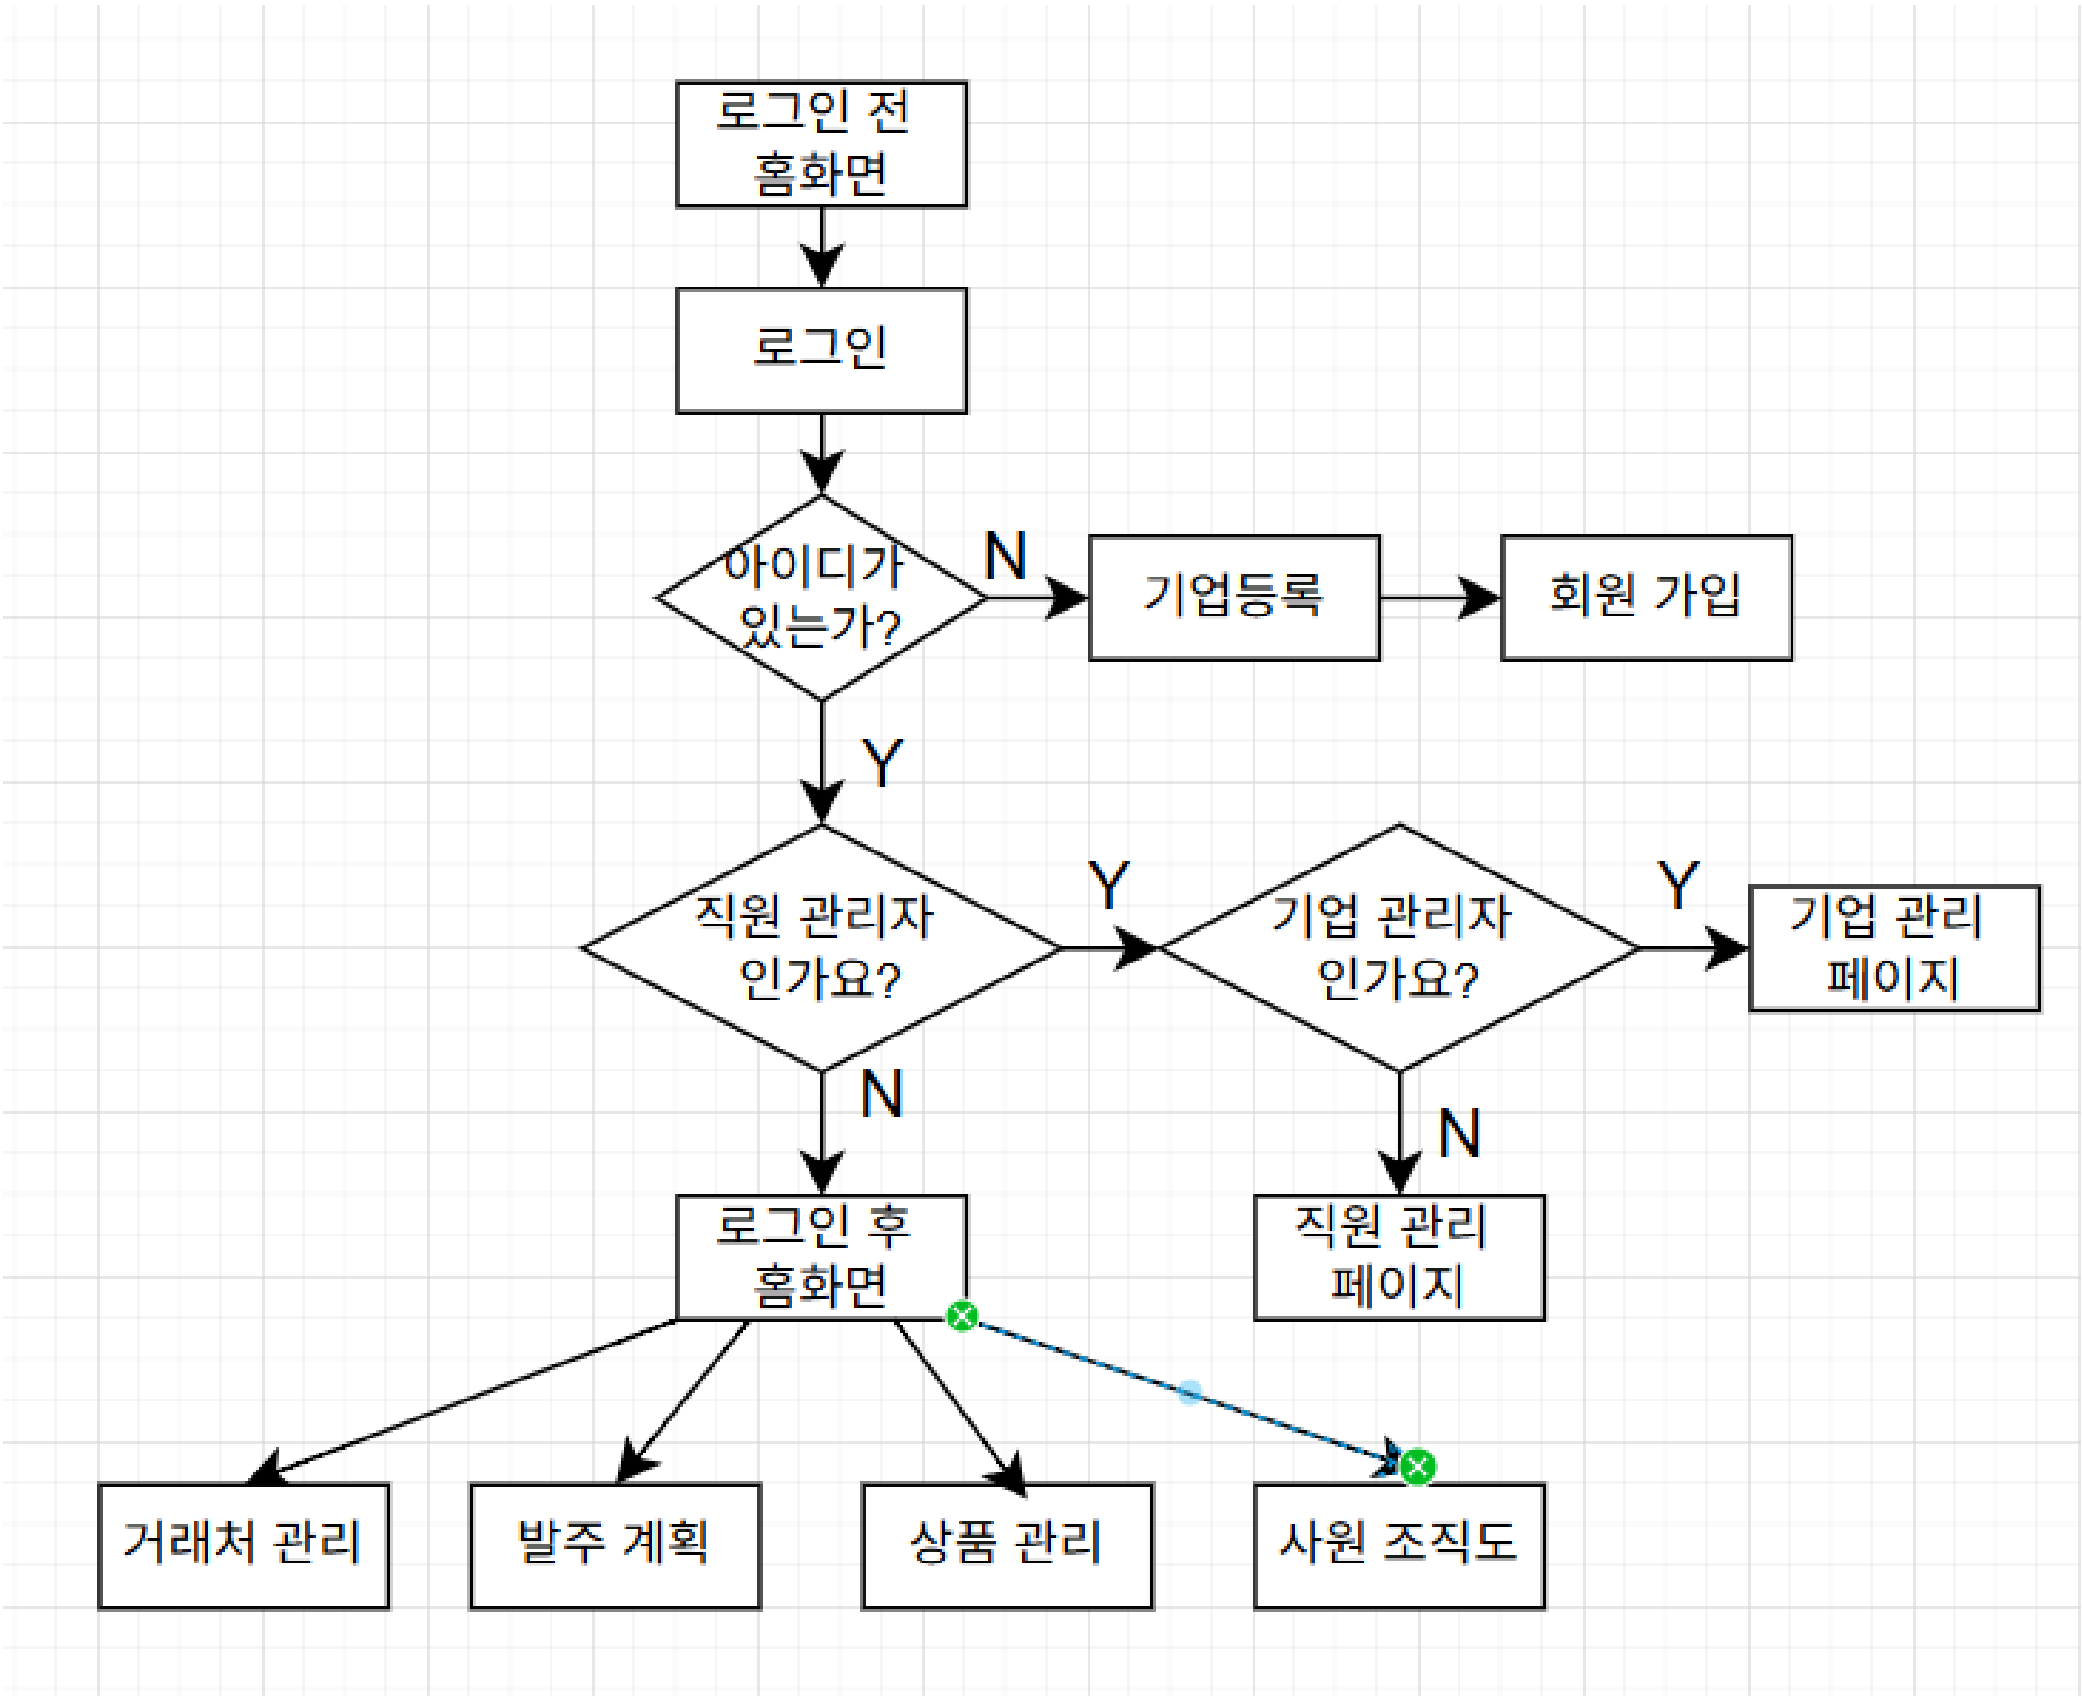 로그인 전
홈화면
로그인
아이디가
있는가?
N
기업등록
회원 가입
Y
직원 관리자
인가요?
Y
기업 관리자
인가요?
Y
기업 관리
페이지
N
N
로그인 후
홈화면
직원 관리
페이지
거래처 관리
발주 계획
상품 관리
사원 조직도